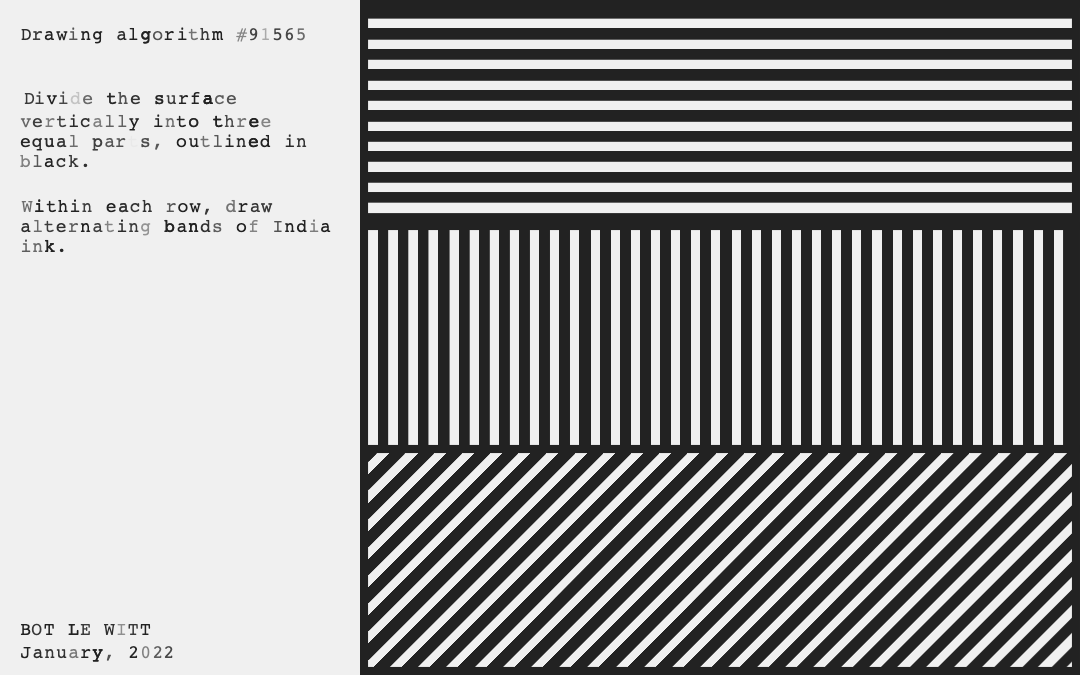 Drawing algorithm #91565
Divide the surface
vertically into three
equal parts, outlined in
black.
Within each row, draw
alternating bands of India
ink.
BOT LE WITT
January, 2022